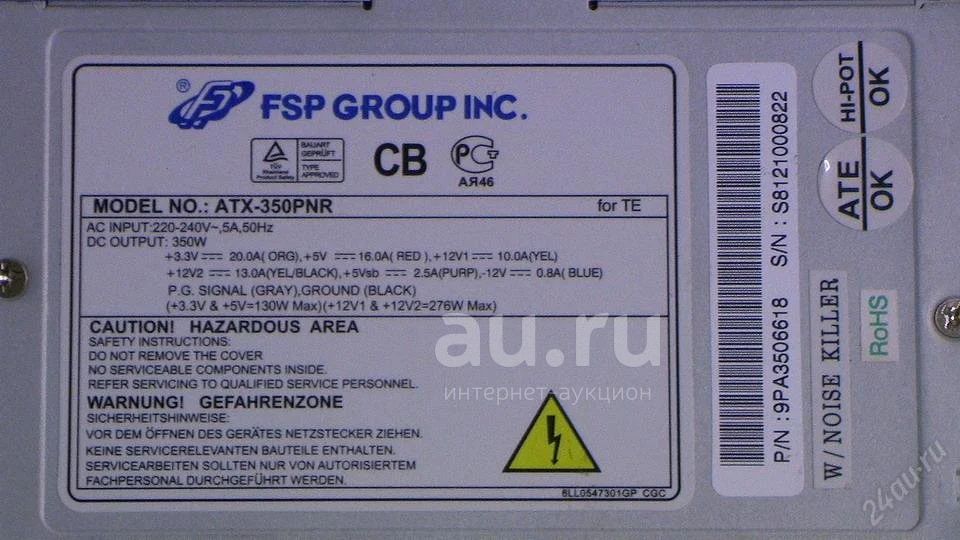 ® FSP GROUP INC.
TÜV Rheinland Product Safety
BAUART GEPRÜFT
TYPE APPROVED
CB
АЯ46
MODEL NO.: ATX-350PNR for TE
AC INPUT:220-240V~,5A,50Hz
DC OUTPUT: 350W
+3.3V 20.0A( ORG), +5V 16.0A( RED ), +12V1 10.0A(YEL)
+12V2 13.0A(YEL/BLACK), +5Vsb 2.5A(PURP),-12V 0.8A( BLUE)
P.G. SIGNAL (GRAY),GROUND (BLACK)
(+3.3V & +5V=130W Max)(+12V1 & +12V2=276W Max)
CAUTION! HAZARDOUS AREA
SAFETY INSTRUCTIONS:
DO NOT REMOVE THE COVER
NO SERVICEABLE COMPONENTS INSIDE.
REFER SERVICING TO QUALIFIED SERVICE PERSONNEL.
WARNUNG! GEFAHRENZONE
SICHERHEITSHINWEISE:
VOR DEM ÖFFNEN DES GERÄTES NETZSTECKER ZIEHEN.
KEINE SERVICERELEVANTEN BAUTEILE ENTHALTEN.
SERVICEARBEITEN SOLLTEN NUR VON AUTORISIERTEM
FACHPERSONAL DURCHGEFÜHRT WERDEN.
6LL0547301GP CGC
P/N : 9PA3506618 S/N : S8121000822
HI-POT
OK
ATE
OK
W/NOISE KILLER
RoHS
au.ru
интернет-аукцион
24au.ru